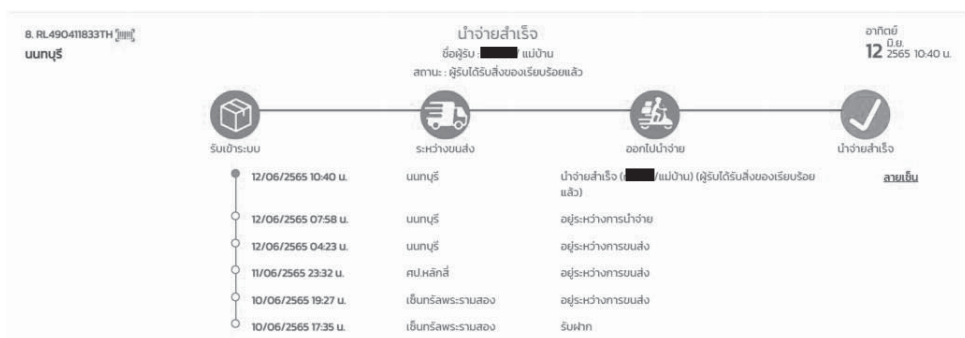 8. RL490411833TH
นนทบุรี
นำจ่ายสำเร็จ
ชื่อผู้รับ : / แม่บ้าน
สถานะ : ผู้รับได้รับสิ่งของเรียบร้อยแล้ว
อาทิตย์
12 มิ.ย. 2565 10:40 น.
รับเข้าระบบ ระหว่างขนส่ง ออกไปนำจ่าย นำจ่ายสำเร็จ
12/06/2565 10:40 น. นนทบุรี นำจ่ายสำเร็จ ( /แม่บ้าน) (ผู้รับได้รับสิ่งของเรียบร้อย ลายเซ็น
แล้ว)
12/06/2565 07:58 น. นนทบุรี อยู่ระหว่างการนำจ่าย
12/06/2565 04:23 น. นนทบุรี อยู่ระหว่างการขนส่ง
11/06/2565 23:32 น. ศป.หลักสี่ อยู่ระหว่างการขนส่ง
10/06/2565 19:27 น. เซ็นทรัลพระรามสอง อยู่ระหว่างการขนส่ง
10/06/2565 17:35 น. เซ็นทรัลพระรามสอง รับฝาก